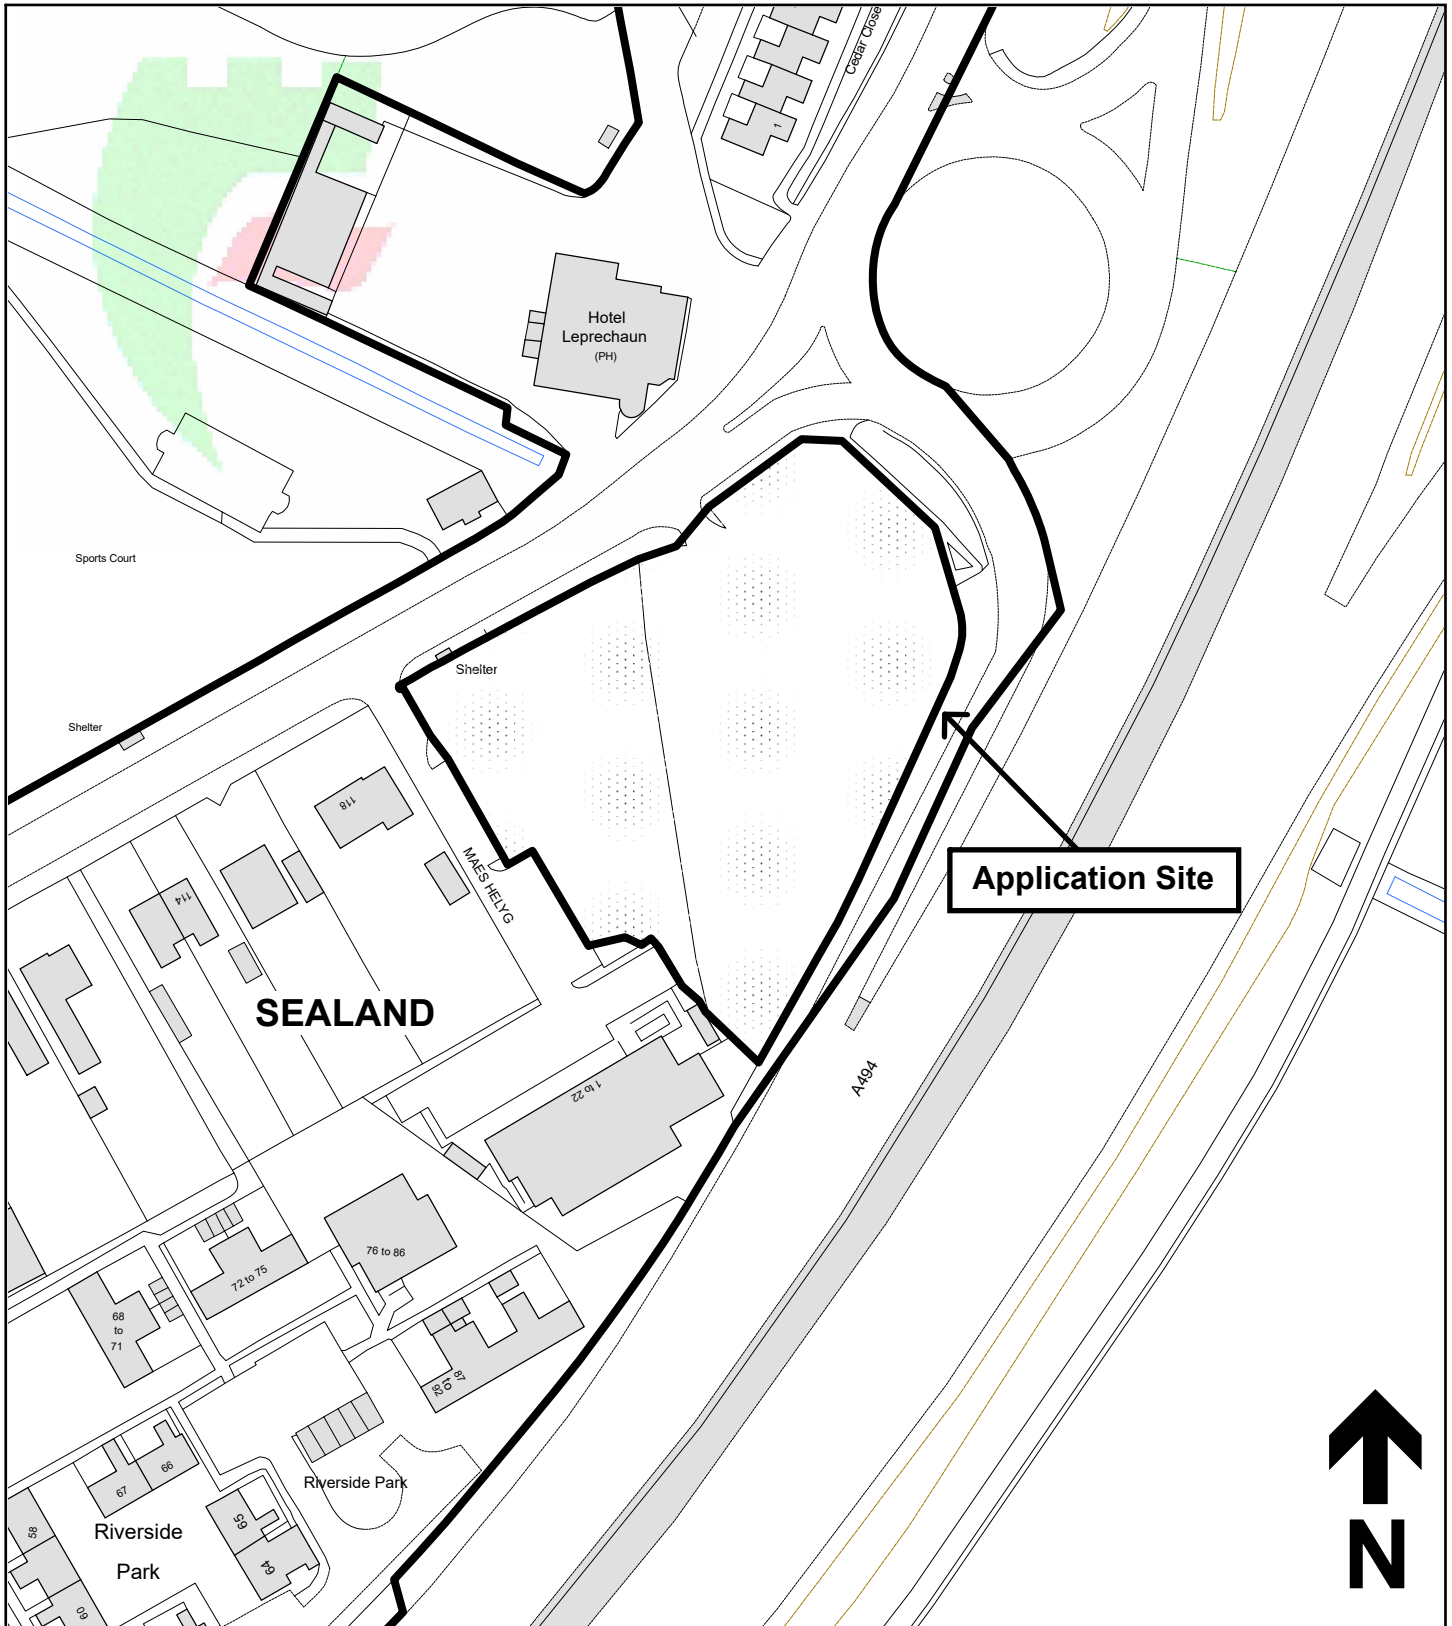 Cedar Close
1
Hotel
Leprechaun
(PH)
Sports Court
Shelter
Shelter
118
MAES HELYG
114
Application Site
SEALAND
A494
1 to 22
76 to 86
72 to 75
68
to
71
87
to
92
66
67
Riverside Park
65
64
Riverside
Park
58
60
N